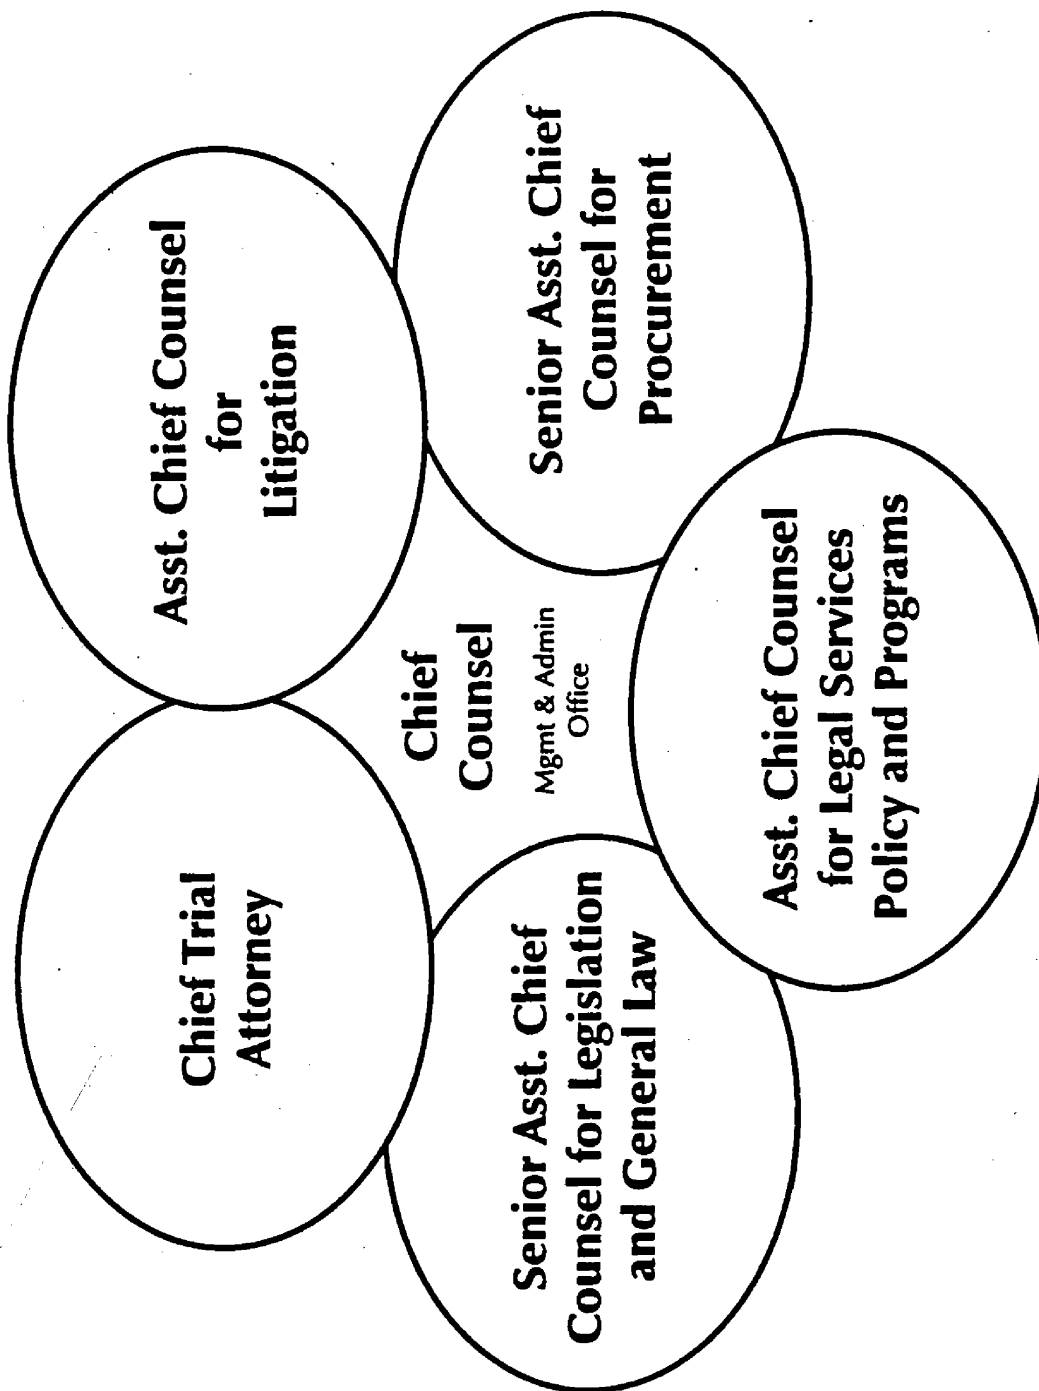 Chief Trial
Attorney
Asst. Chief Counsel
for
Litigation
Chief
Counsel
Mgmt & Admin
Office
Senior Asst. Chief
Counsel for Legislation
and General Law
Senior Asst. Chief
Counsel for
Procurement
Asst. Chief Counsel
for Legal Services
Policy and Programs